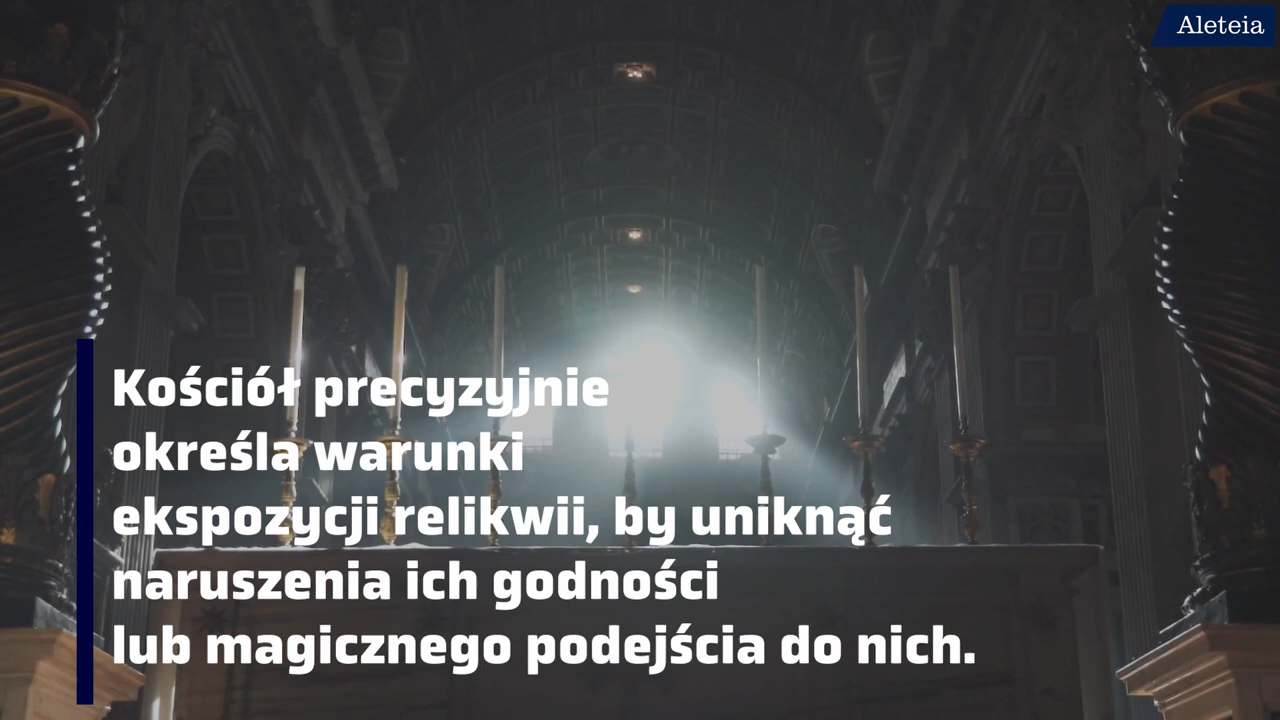 Aleteia
Kościół precyzyjnie
określa warunki
ekspozycji relikwii, by uniknąć
naruszenia ich godności
lub magicznego podejścia do nich.